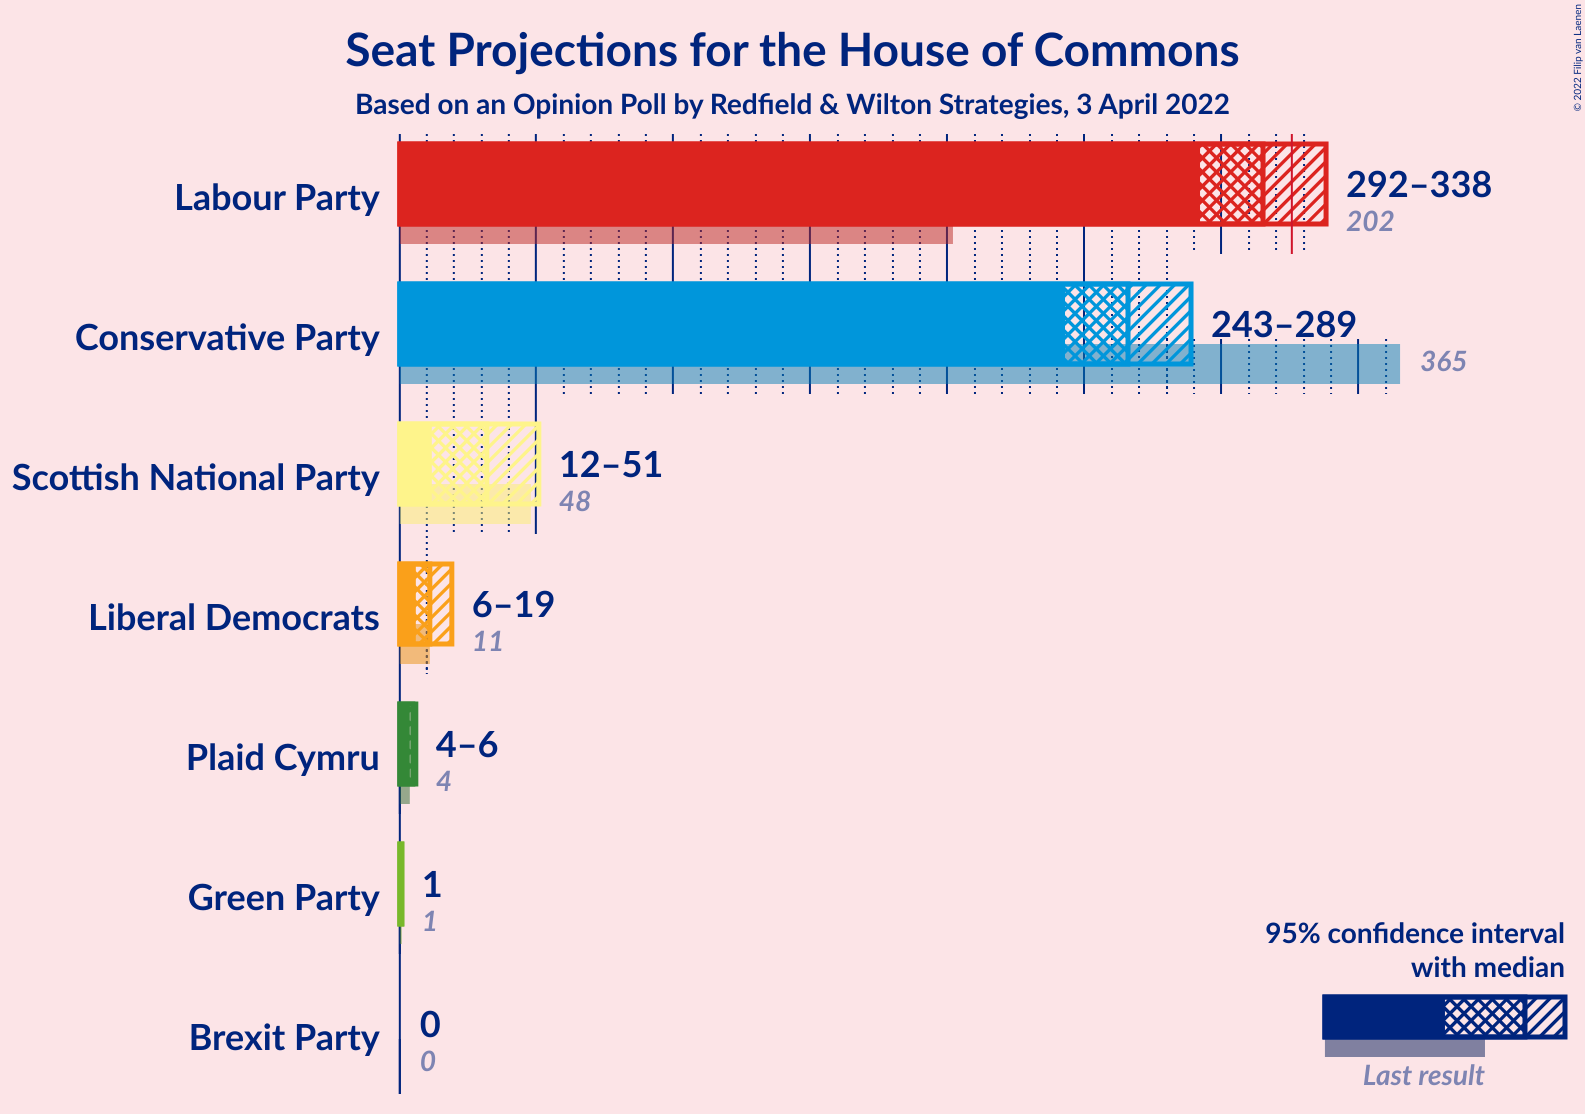 Seat Projections for the House of Commons
Based on an Opinion Poll by Redfield & Wilton Strategies, 3 April 2022
© 2022 Filip van Laenen
Labour Party
292–338
202
Conservative Party
243–289
365
Scottish National Party
12–51
48
Liberal Democrats
6–19
11
Plaid Cymru
4–6
4
Green Party
1
1
Brexit Party
0
0
95% confidence interval
with median
Last result